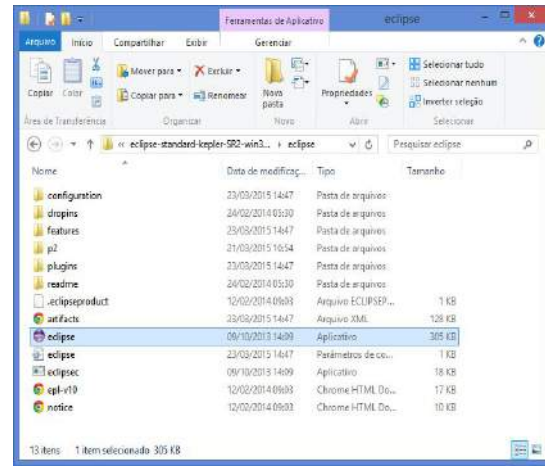 Ferramentas de Aplicativo eclipse
Arquivo Início Compartilhar Exibir Gerenciar
Copiar Colar
Mover para Excluir
Copiar para Renomear
Nova pasta
Propriedades
Selecionar tudo
Selecionar nenhum
Inverter seleção
Área de Transferência Organizar Novo Abrir Selecionar
« eclipse-standard-kepler-SR2-win3... eclipse Pesquisar eclipse
Nome Data de modificaç... Tipo Tamanho
configuration 23/03/2015 14:47 Pasta de arquivos
dropins 24/02/2014 05:30 Pasta de arquivos
features 23/03/2015 14:47 Pasta de arquivos
p2 21/03/2015 10:54 Pasta de arquivos
plugins 23/03/2015 14:47 Pasta de arquivos
readme 24/02/2014 05:30 Pasta de arquivos
.eclipseproduct 12/02/2014 09:03 Arquivo ECLIPSEP... 1 KB
artifacts 23/03/2015 14:47 Arquivo XML 128 KB
eclipse 09/10/2013 14:09 Aplicativo 305 KB
eclipse 23/03/2015 14:47 Parâmetros de co... 1 KB
eclipsec 09/10/2013 14:09 Aplicativo 18 KB
epl-v10 12/02/2014 09:03 Chrome HTML Do... 17 KB
notice 12/02/2014 09:03 Chrome HTML Do... 10 KB
13 itens 1 item selecionado 305 KB